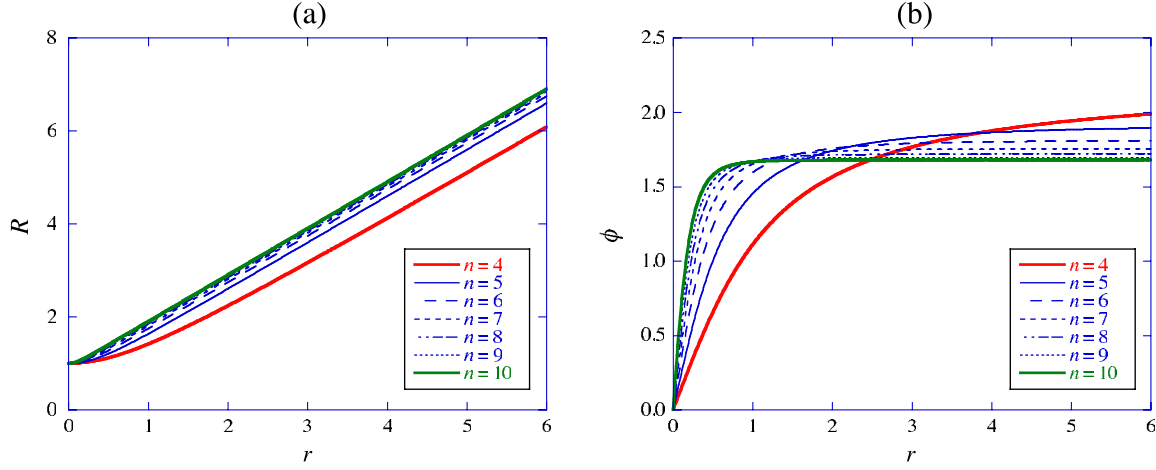 (a)
8
6
4
2
0
R
0 1 2 3 4 5 6
r
n = 4
n = 5
n = 6
n = 7
n = 8
n = 9
n = 10
(b)
2.5
2.0
1.5
1.0
0.5
0.0
ϕ
0 1 2 3 4 5 6
r
n = 4
n = 5
n = 6
n = 7
n = 8
n = 9
n = 10